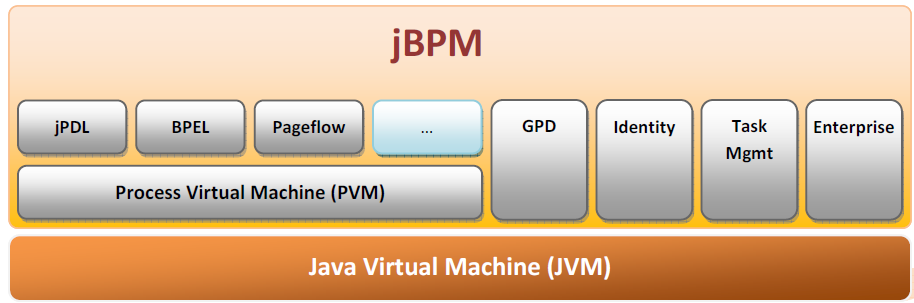 jBPM
jPDL
BPEL
Pageflow
...
GPD
Identity
Task
Mgmt
Enterprise
Process Virtual Machine (PVM)
Java Virtual Machine (JVM)